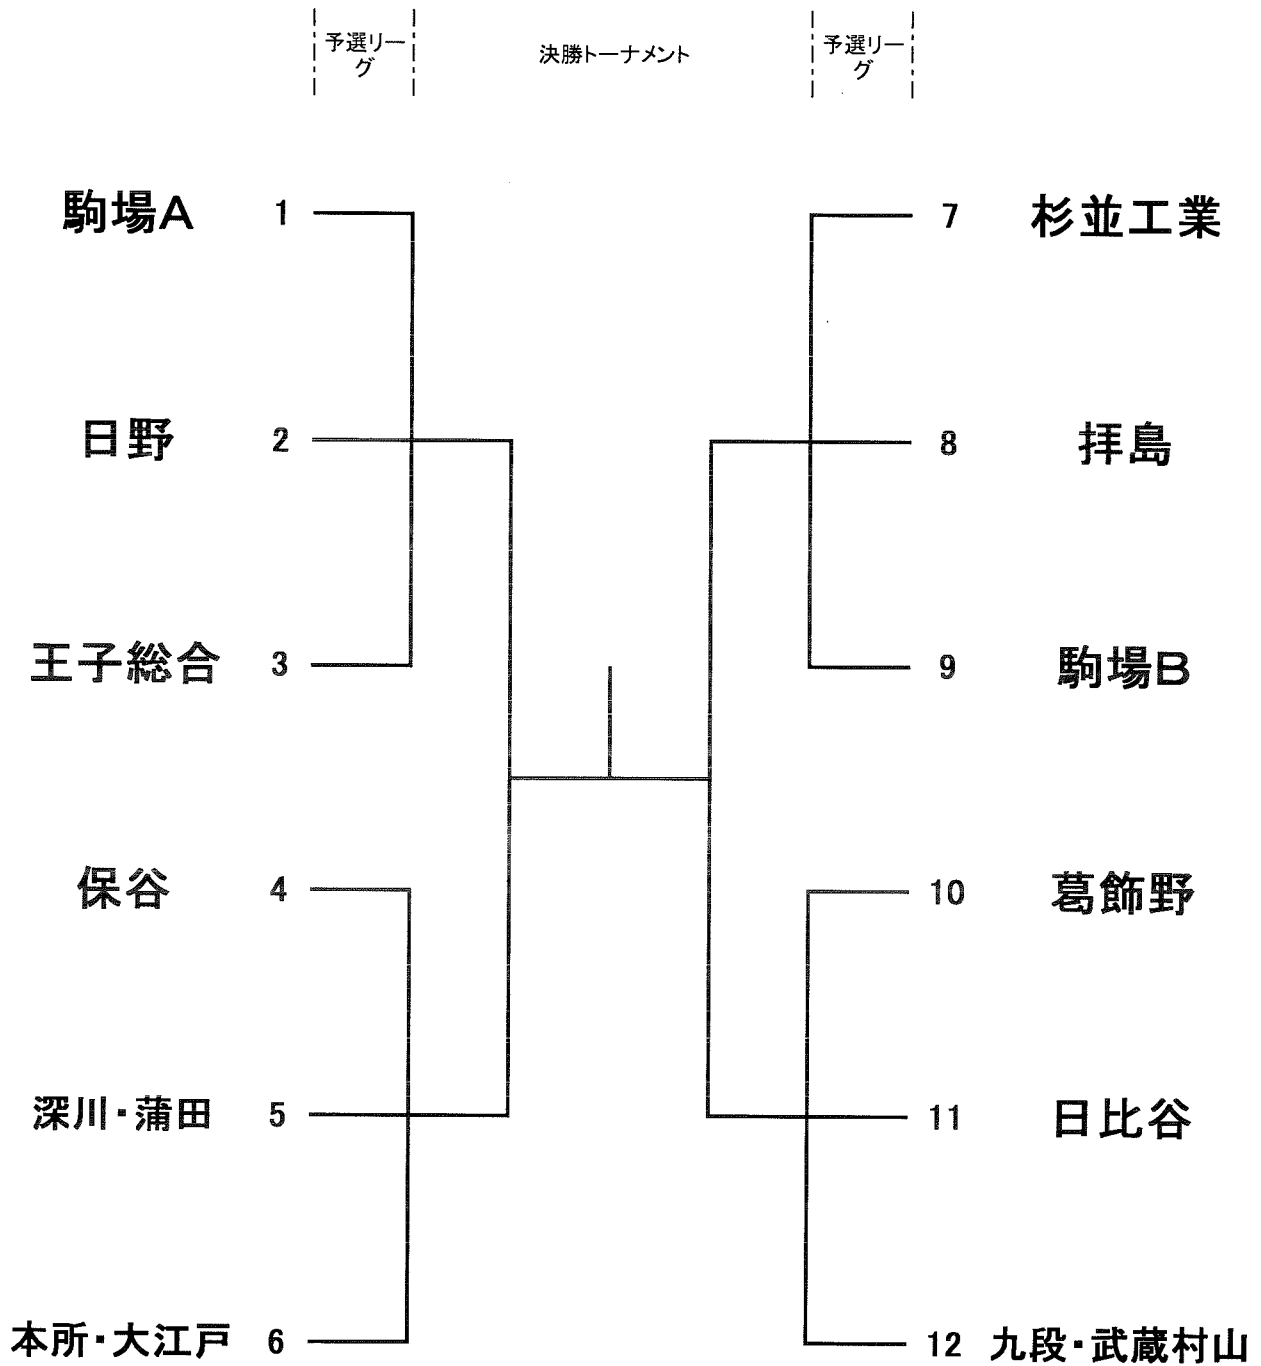 予選リー
グ
決勝トーナメント
予選リー
グ
駒場A 1
日野 2
王子総合 3
保谷 4
深川・蒲田 5
本所・大江戸 6
7 杉並工業
8 拝島
9 駒場B
10 葛飾野
11 日比谷
12 九段・武蔵村山